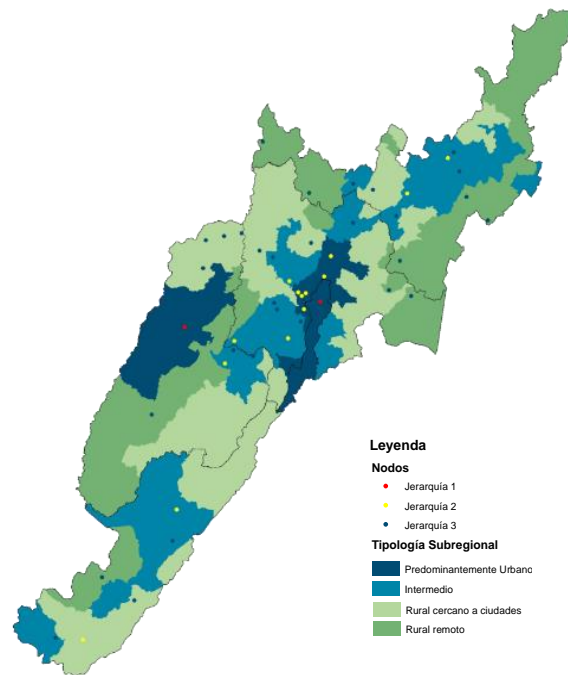 Leyenda
Nodos
Jerarquía 1
Jerarquía 2
Jerarquía 3
Tipología Subregional
Predominantemente Urbano
Intermedio
Rural cercano a ciudades
Rural remoto